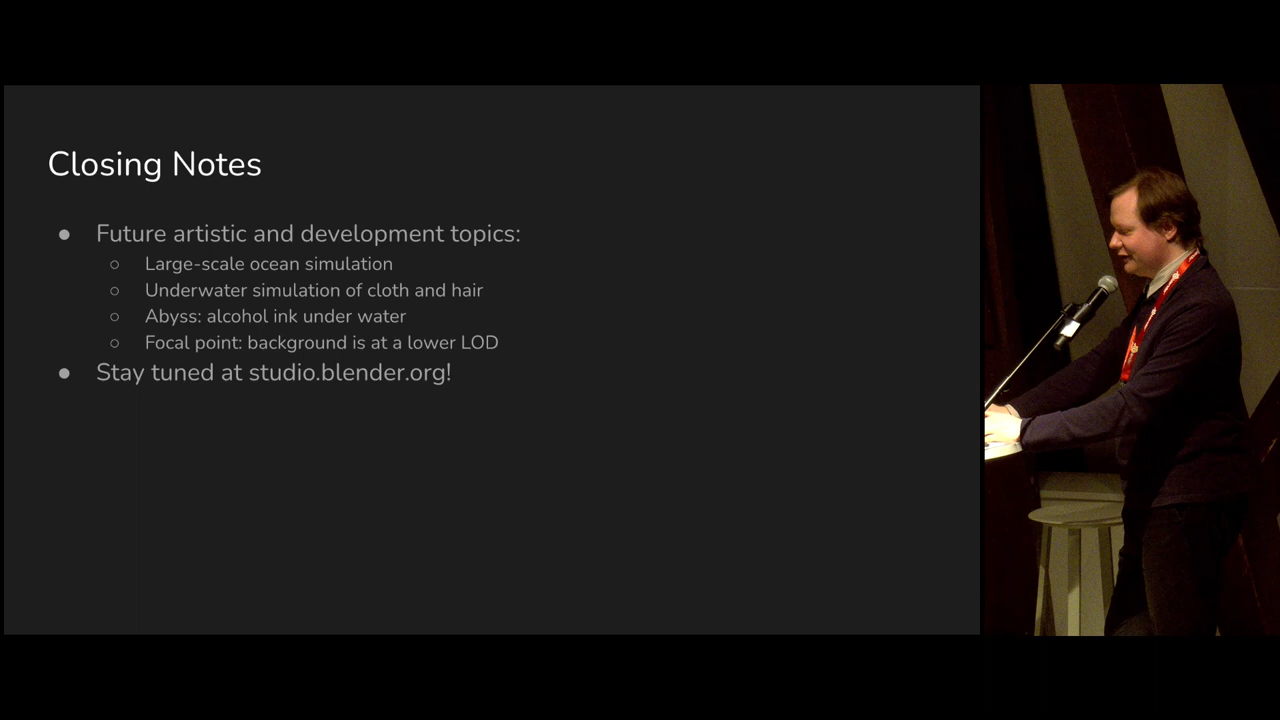 Closing Notes
● Future artistic and development topics:
○ Large-scale ocean simulation
○ Underwater simulation of cloth and hair
○ Abyss: alcohol ink under water
○ Focal point: background is at a lower LOD
● Stay tuned at studio.blender.org!